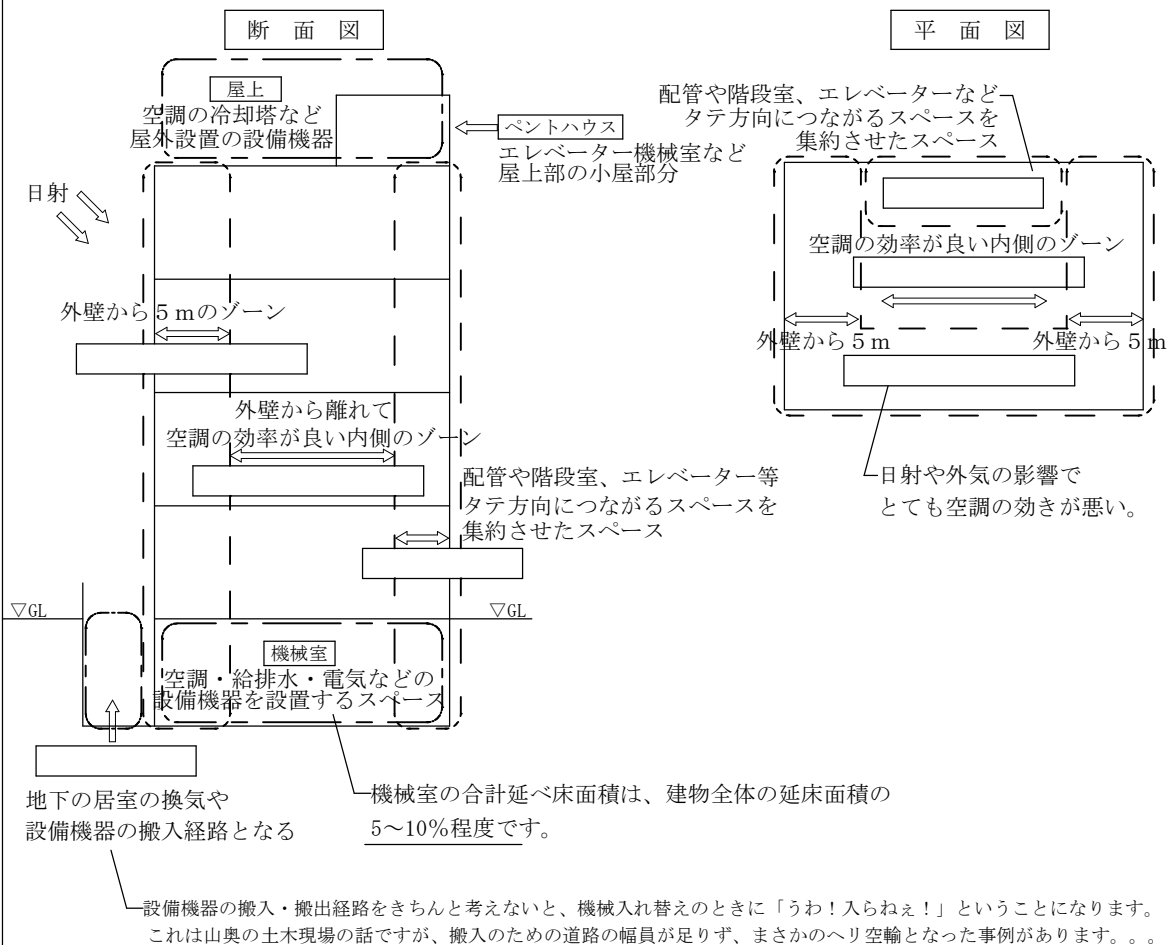 断 面 図
平 面 図
屋上
空調の冷却塔など
屋外設置の設備機器
ペントハウス
エレベーター機械室など
屋上部の小屋部分
配管や階段室、エレベーターなど
タテ方向につながるスペースを
集約させたスペース
日射
空調の効率が良い内側のゾーン
外壁から５ｍのゾーン
外壁から５ｍ
外壁から５ｍ
外壁から離れて
空調の効率が良い内側のゾーン
配管や階段室、エレベーター等
タテ方向につながるスペースを
集約させたスペース
日射や外気の影響で
とても空調の効きが悪い。
▽GL
▽GL
機械室
空調・給排水・電気などの
設備機器を設置するスペース
地下の居室の換気や
設備機器の搬入経路となる
機械室の合計延べ床面積は、建物全体の延床面積の
5～10％程度です。
設備機器の搬入・搬出経路をきちんと考えないと、機械入れ替えのときに「うわ！入らねぇ！」ということになります。
これは山奥の土木現場の話ですが、搬入のための道路の幅員が足りず、まさかのヘリ空輸となった事例があります。。。